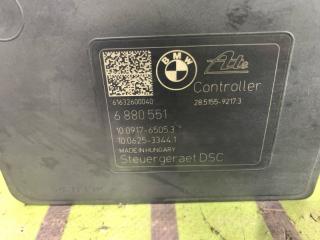 BMW
Ate
61632600040
Controller
28.5155-9217.3
6 880 551
10.0917-6505.3
10.0625-3344.1
MADE IN HUNGARY
Steuergeraet DSC